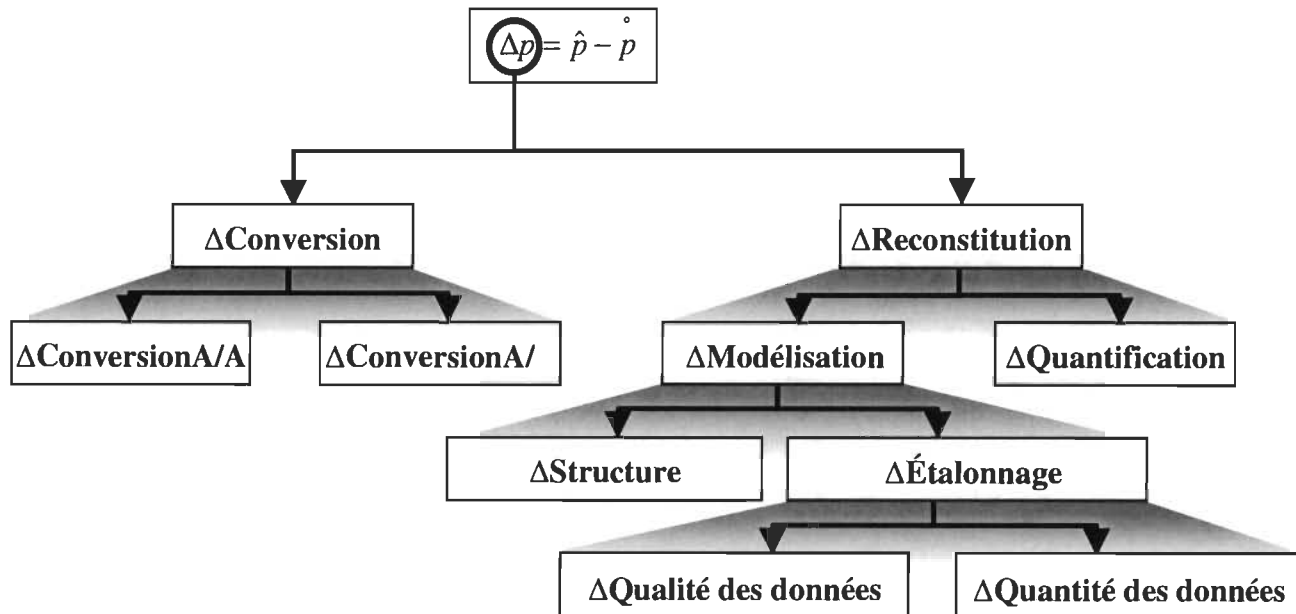 Δp = p̂ − p̊
ΔConversion
ΔReconstitution
ΔConversionA/A
ΔConversionA/
ΔModélisation
ΔQuantification
ΔStructure
ΔÉtalonnage
ΔQualité des données
ΔQuantité des données